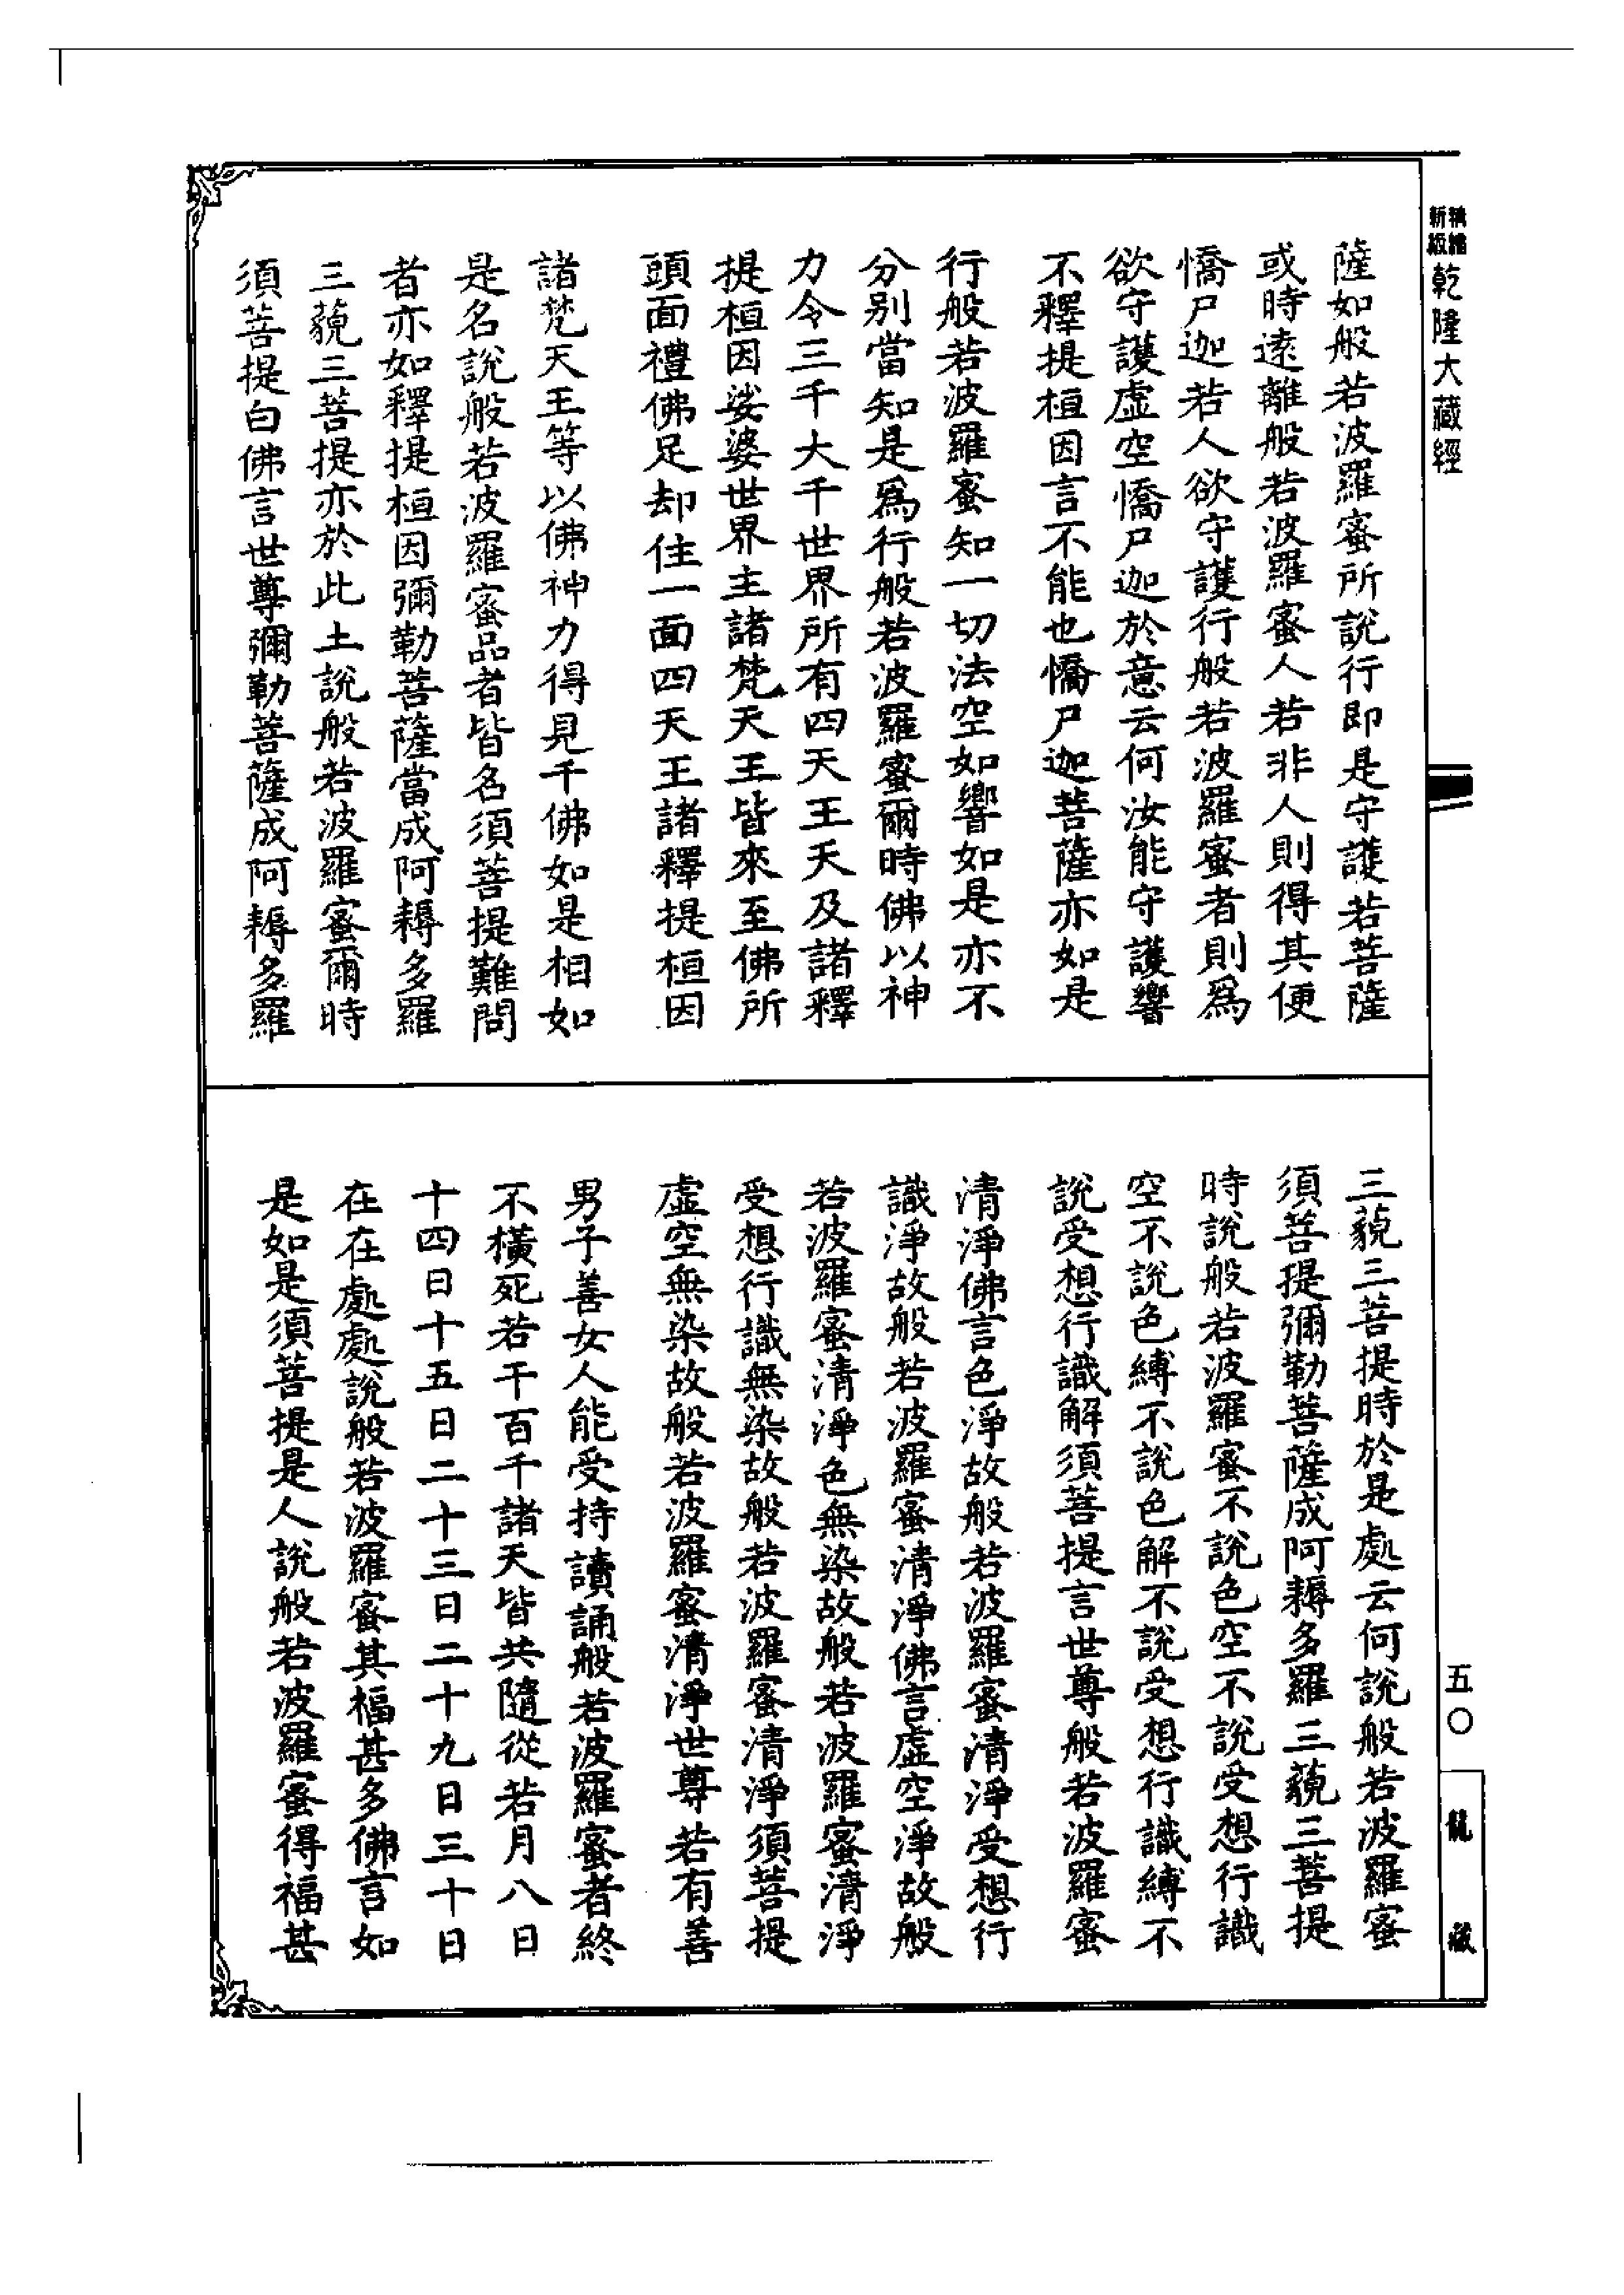 精縮
新版
乾隆大藏經
薩如般若波羅蜜所說行即是守護若菩薩
或時遠離般若波羅蜜人若非人則得其便
憍尸迦若人欲守護行般若波羅蜜者則爲
欲守護虛空憍尸迦於意云何汝能守護響
不釋提桓因言不能也憍尸迦菩薩亦如是
行般若波羅蜜知一切法空如響如是亦不
分別當知是爲行般若波羅蜜爾時佛以神
力令三千大千世界所有四天王天及諸釋
提桓因娑婆世界主諸梵天王皆來至佛所
頭面禮佛足却住一面四天王諸釋提桓因
諸梵天王等以佛神力得見千佛如是相如
是名說般若波羅蜜品者皆名須菩提難問
者亦如釋提桓因彌勒菩薩當成阿耨多羅
三藐三菩提亦於此土說般若波羅蜜爾時
須菩提白佛言世尊彌勒菩薩成阿耨多羅
三藐三菩提時於是處云何說般若波羅蜜
須菩提彌勒菩薩成阿耨多羅三藐三菩提
時說般若波羅蜜不說色空不說受想行識
空不說色縛不說色解不說受想行識縛不
說受想行識解須菩提言世尊般若波羅蜜
清淨佛言色淨故般若波羅蜜清淨受想行
識淨故般若波羅蜜清淨佛言虛空淨故般
若波羅蜜清淨色無染故般若波羅蜜清淨
受想行識無染故般若波羅蜜清淨須菩提
虛空無染故般若波羅蜜清淨世尊若有善
男子善女人能受持讀誦般若波羅蜜者終
不橫死若干百千諸天皆共隨從若月八日
十四日十五日二十三日二十九日三十日
在在處處說般若波羅蜜其福甚多佛言如
是如是須菩提是人說般若波羅蜜得福甚
五〇
龍藏